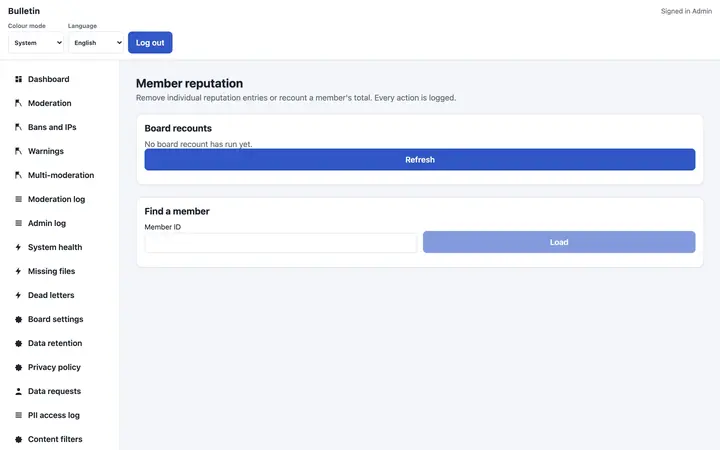 Bulletin
Signed in Admin
Colour mode
Language
System
English
Log out
Dashboard
Moderation
Bans and IPs
Warnings
Multi-moderation
Moderation log
Admin log
System health
Missing files
Dead letters
Board settings
Data retention
Privacy policy
Data requests
PII access log
Content filters
Member reputation
Remove individual reputation entries or recount a member's total. Every action is logged.
Board recounts
No board recount has run yet.
Refresh
Find a member
Member ID
Load